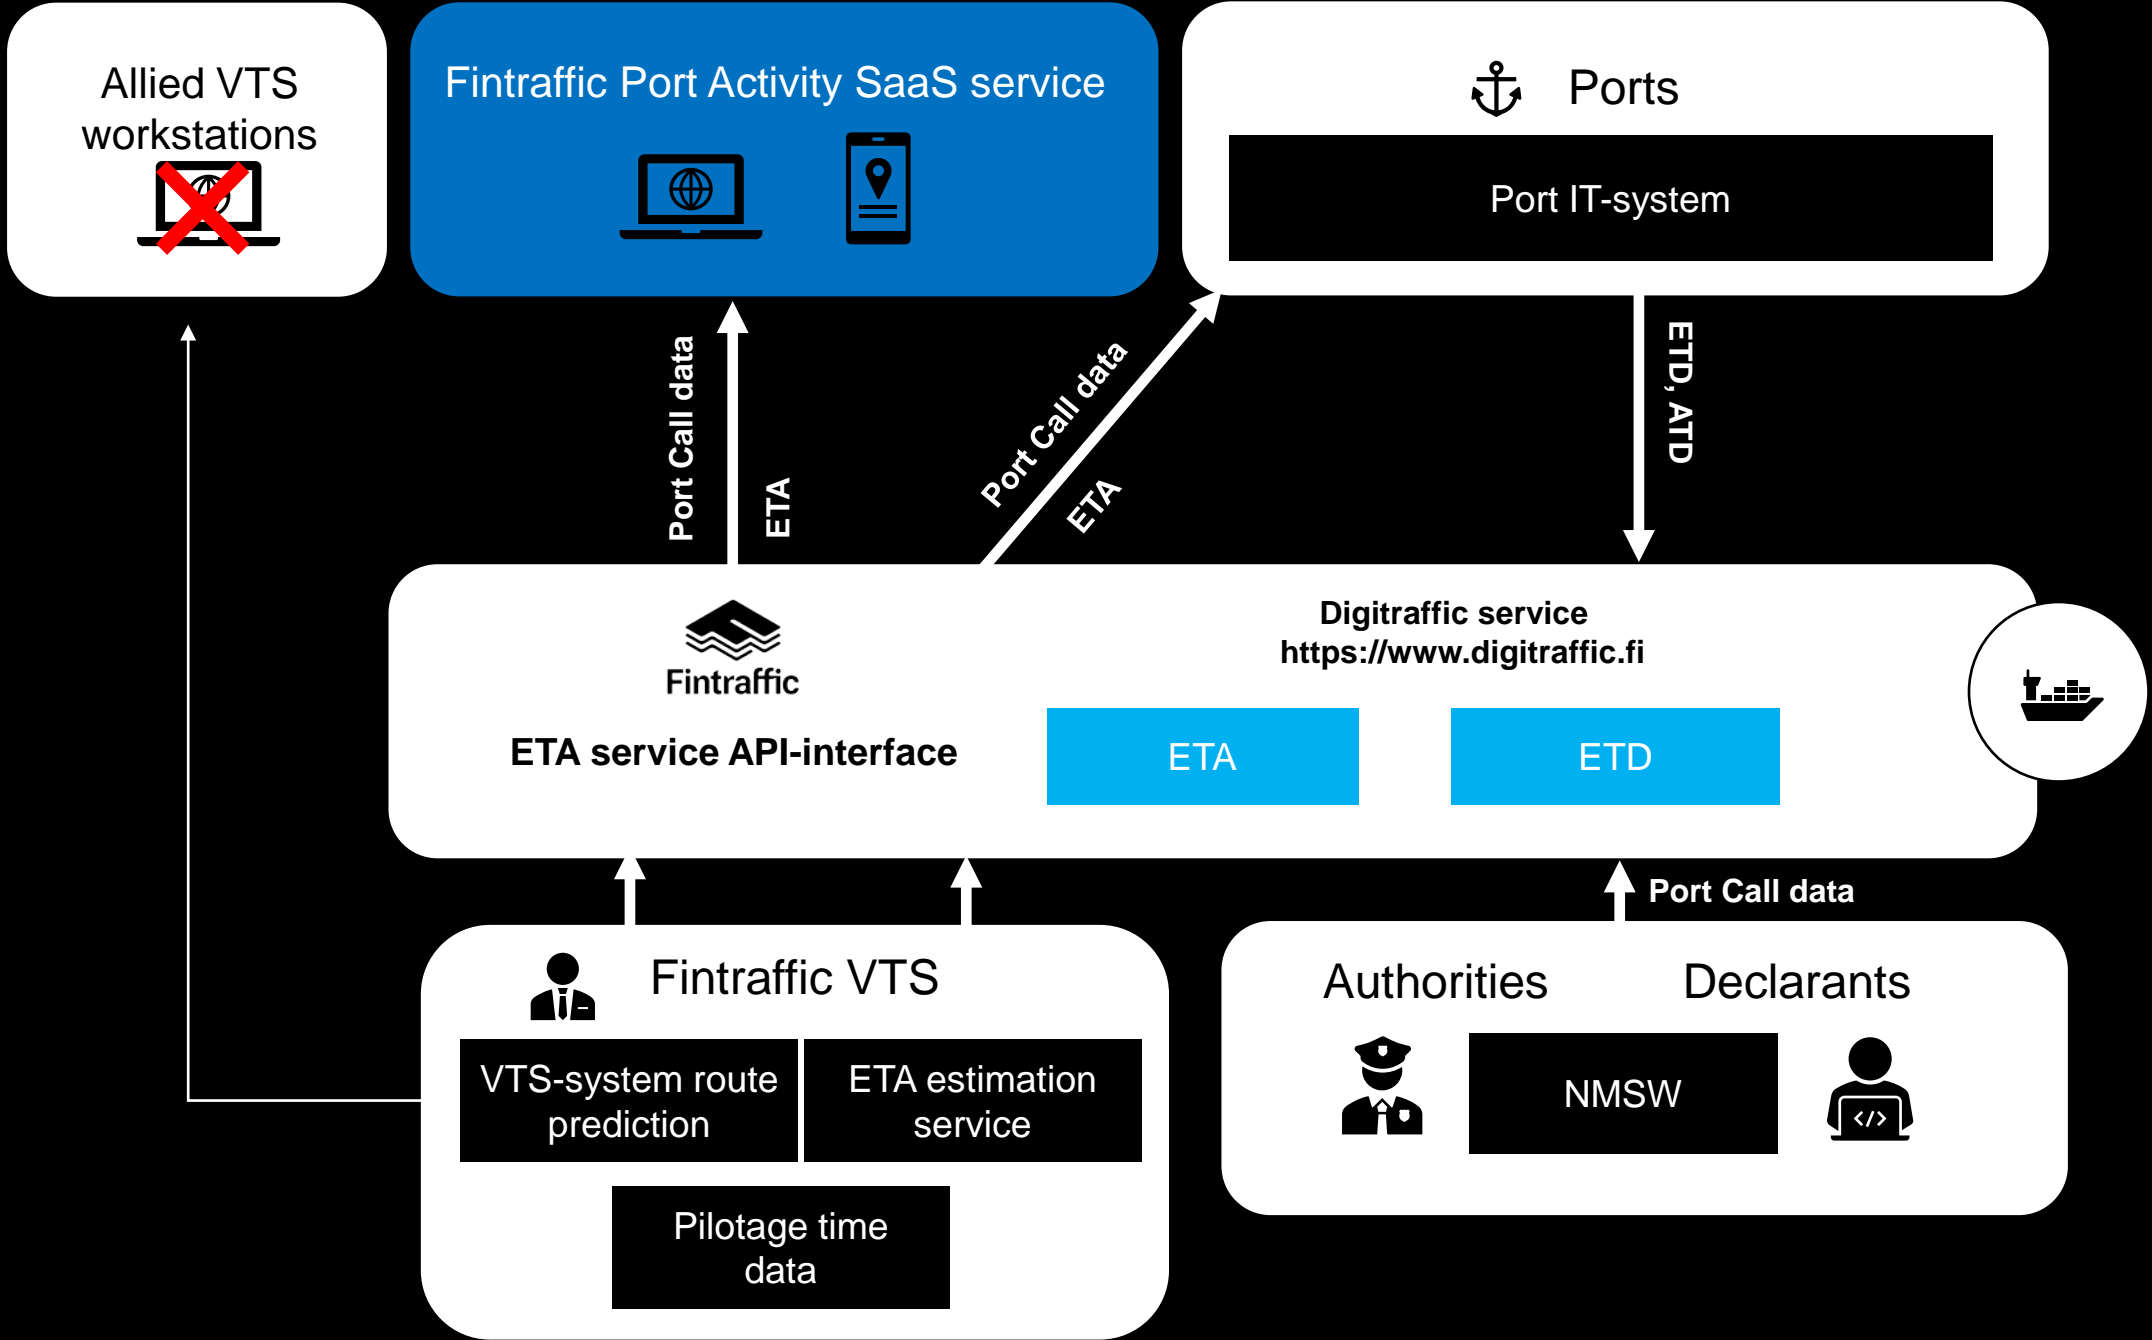 Allied VTS
workstations
Fintraffic Port Activity SaaS service
Ports
Port IT-system
Port Call data
ETA
Port Call data
ETA
ETD, ATD
Fintraffic
ETA service API-interface
Digitraffic service
https://www.digitraffic.fi
ETA
ETD
Port Call data
Fintraffic VTS
VTS-system route
prediction
ETA estimation
service
Pilotage time
data
Authorities
Declarants
NMSW
</>